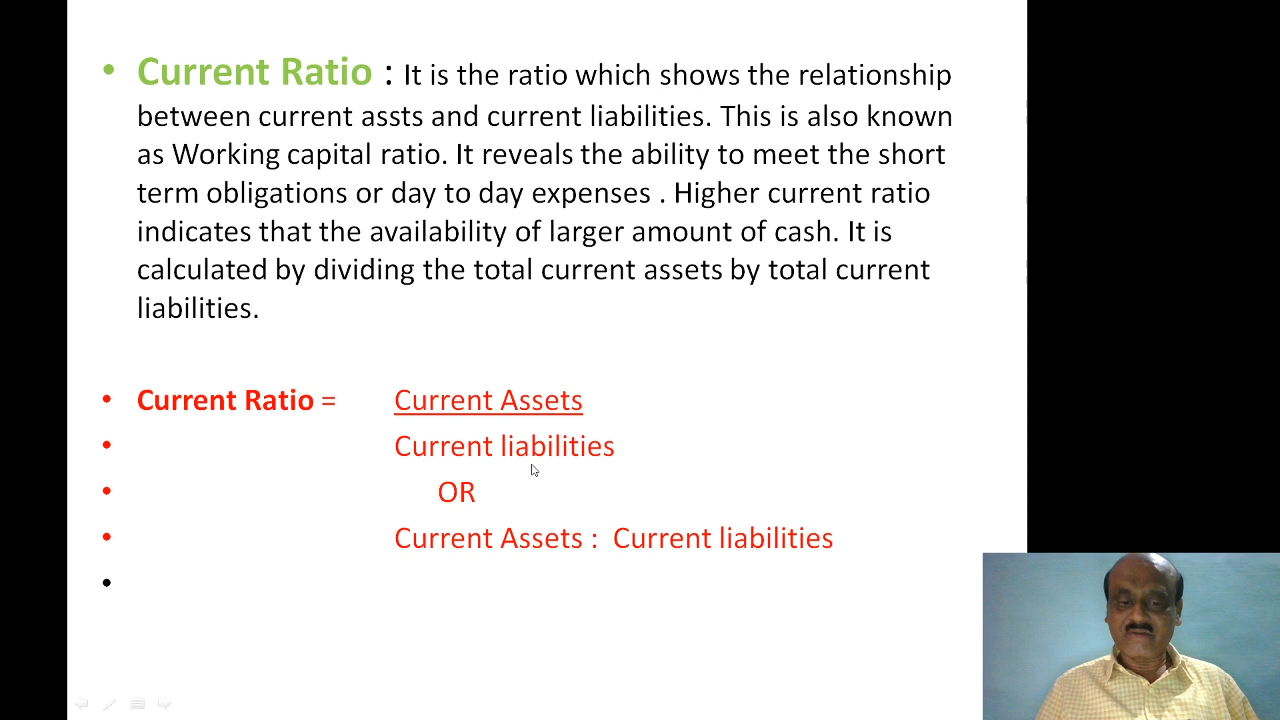 • Current Ratio : It is the ratio which shows the relationship
between current assts and current liabilities. This is also known
as Working capital ratio. It reveals the ability to meet the short
term obligations or day to day expenses . Higher current ratio
indicates that the availability of larger amount of cash. It is
calculated by dividing the total current assets by total current
liabilities.
• Current Ratio = Current Assets
• Current liabilities
• OR
• Current Assets : Current liabilities
•